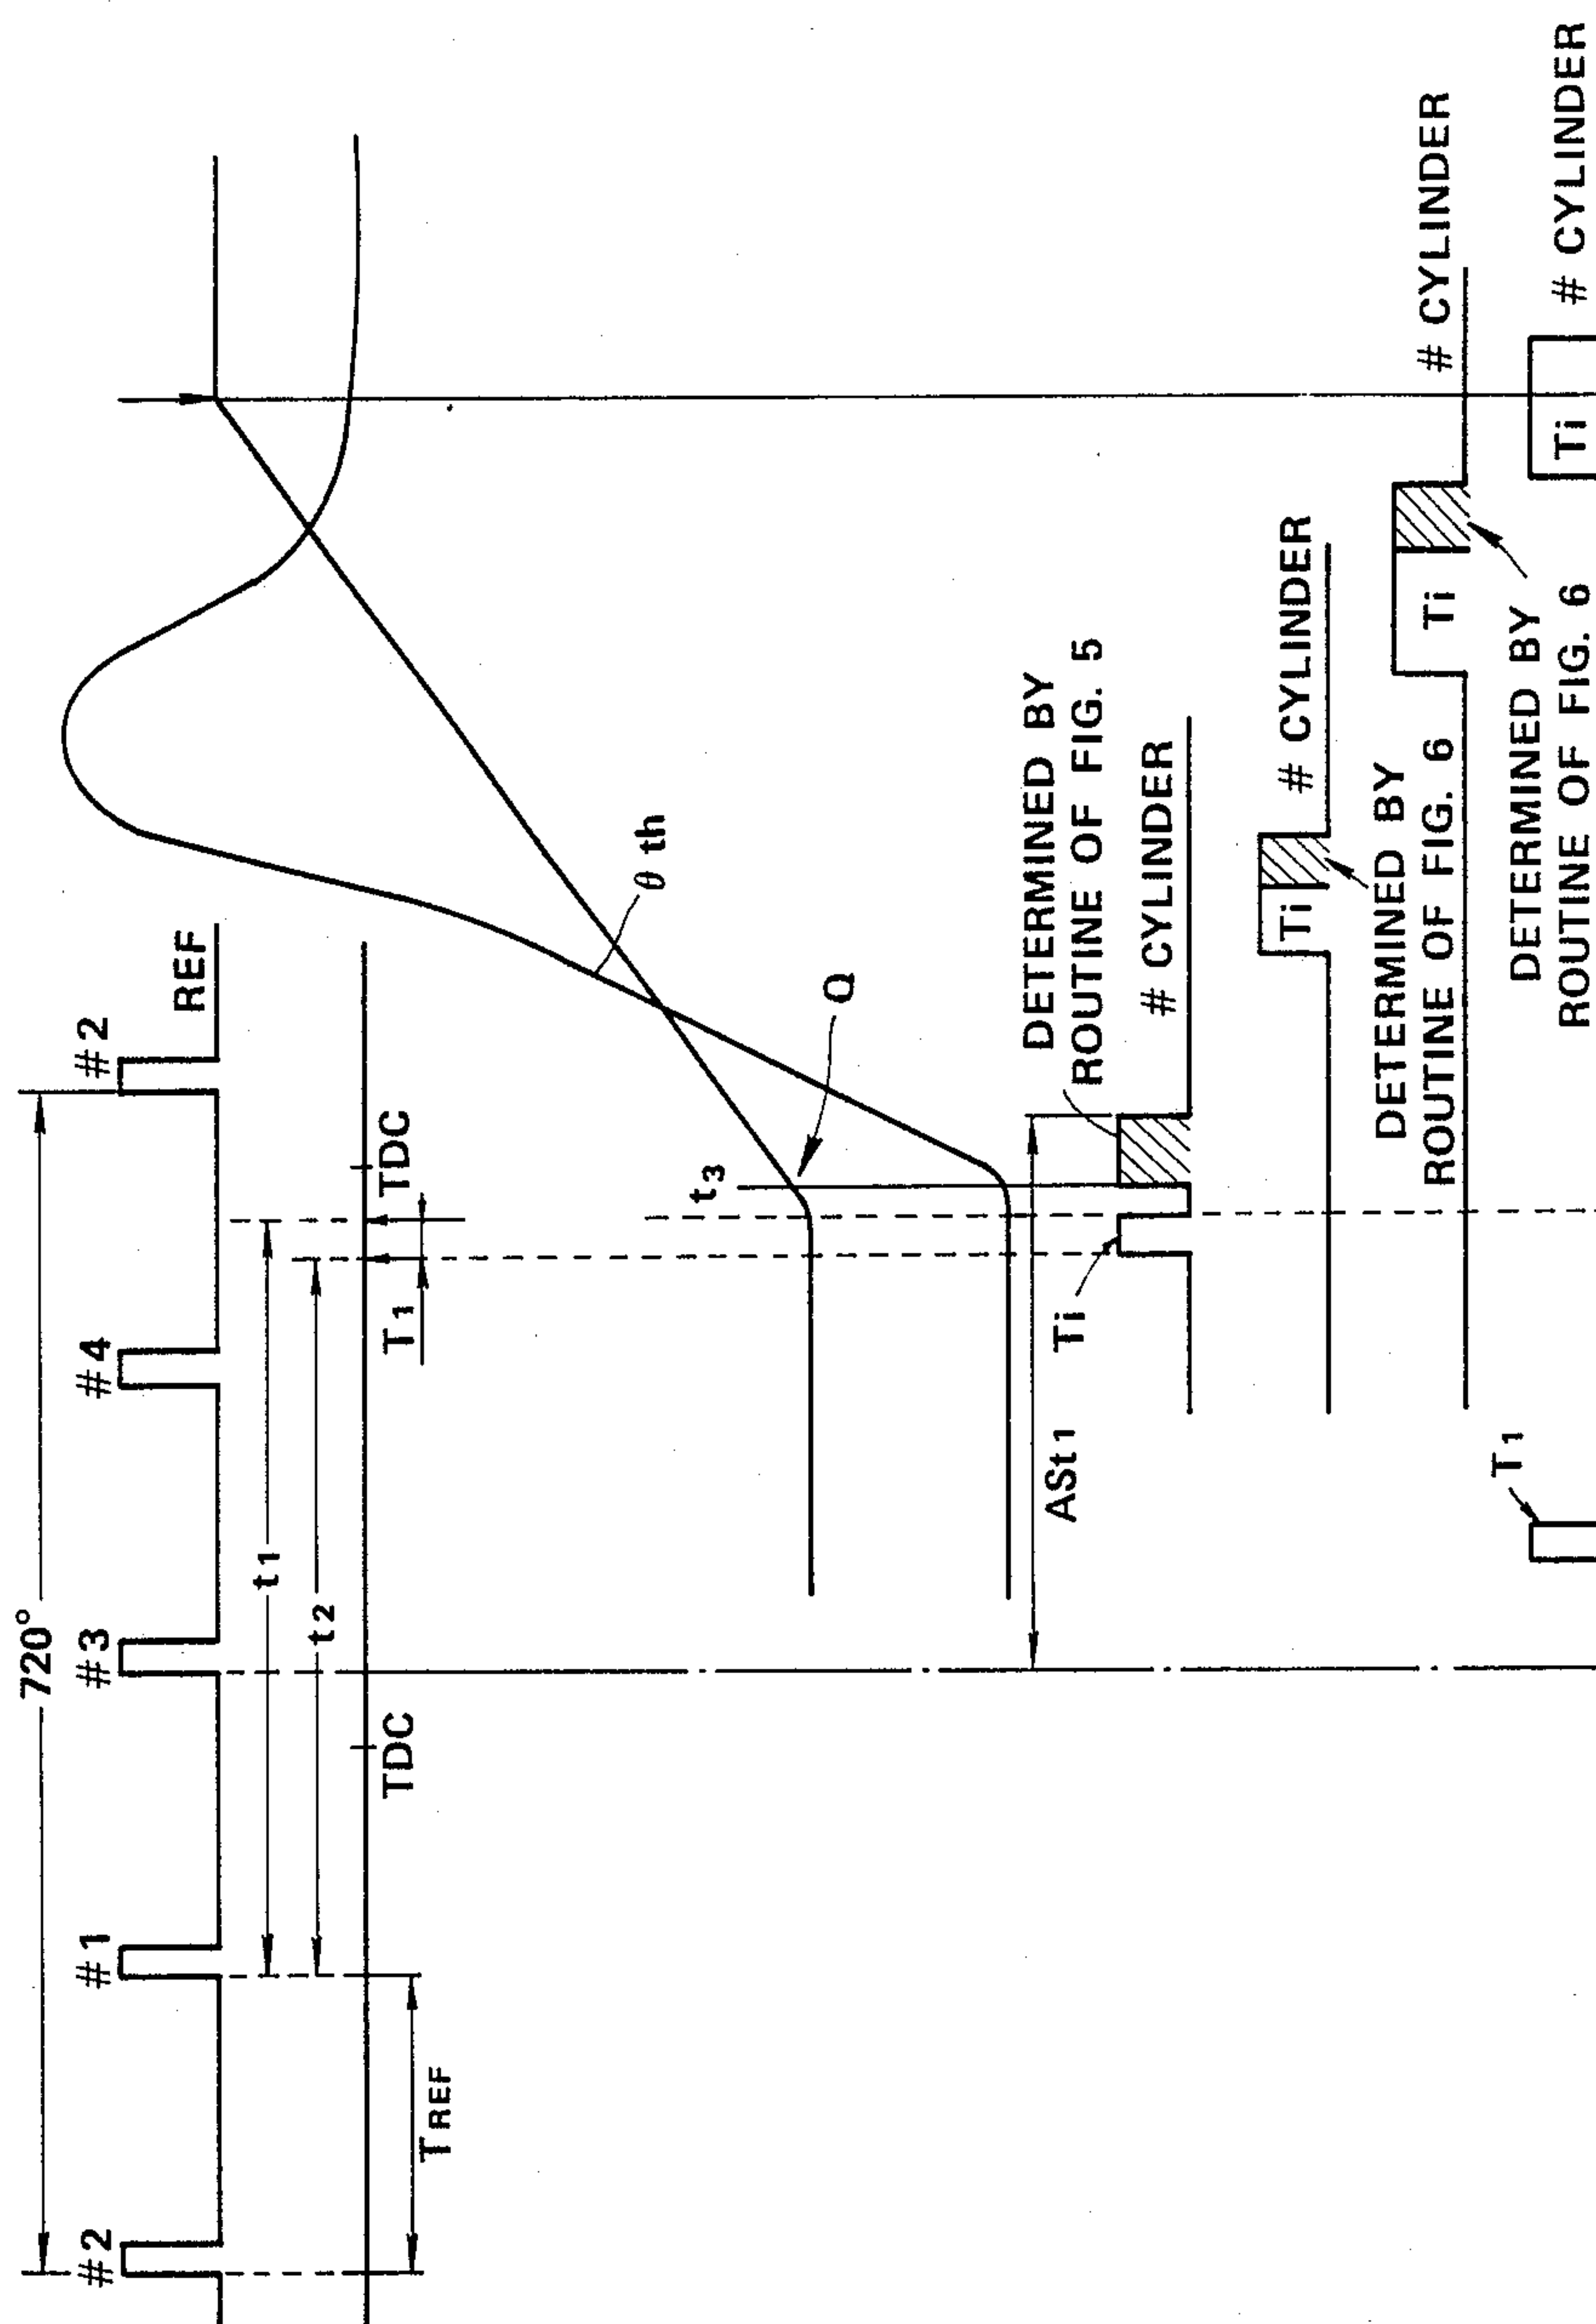 720°
#2
#1
#3
#4
#2
REF
t1
t2
TDC
TDC
TREF
T1
θ th
Q
t3
ASt1
Ti
DETERMINED BY
ROUTINE OF FIG. 5
# CYLINDER
Ti
# CYLINDER
DETERMINED BY
ROUTINE OF FIG. 6
Ti
# CYLINDER
DETERMINED BY
ROUTINE OF FIG. 6
T1
Ti
# CYLINDER